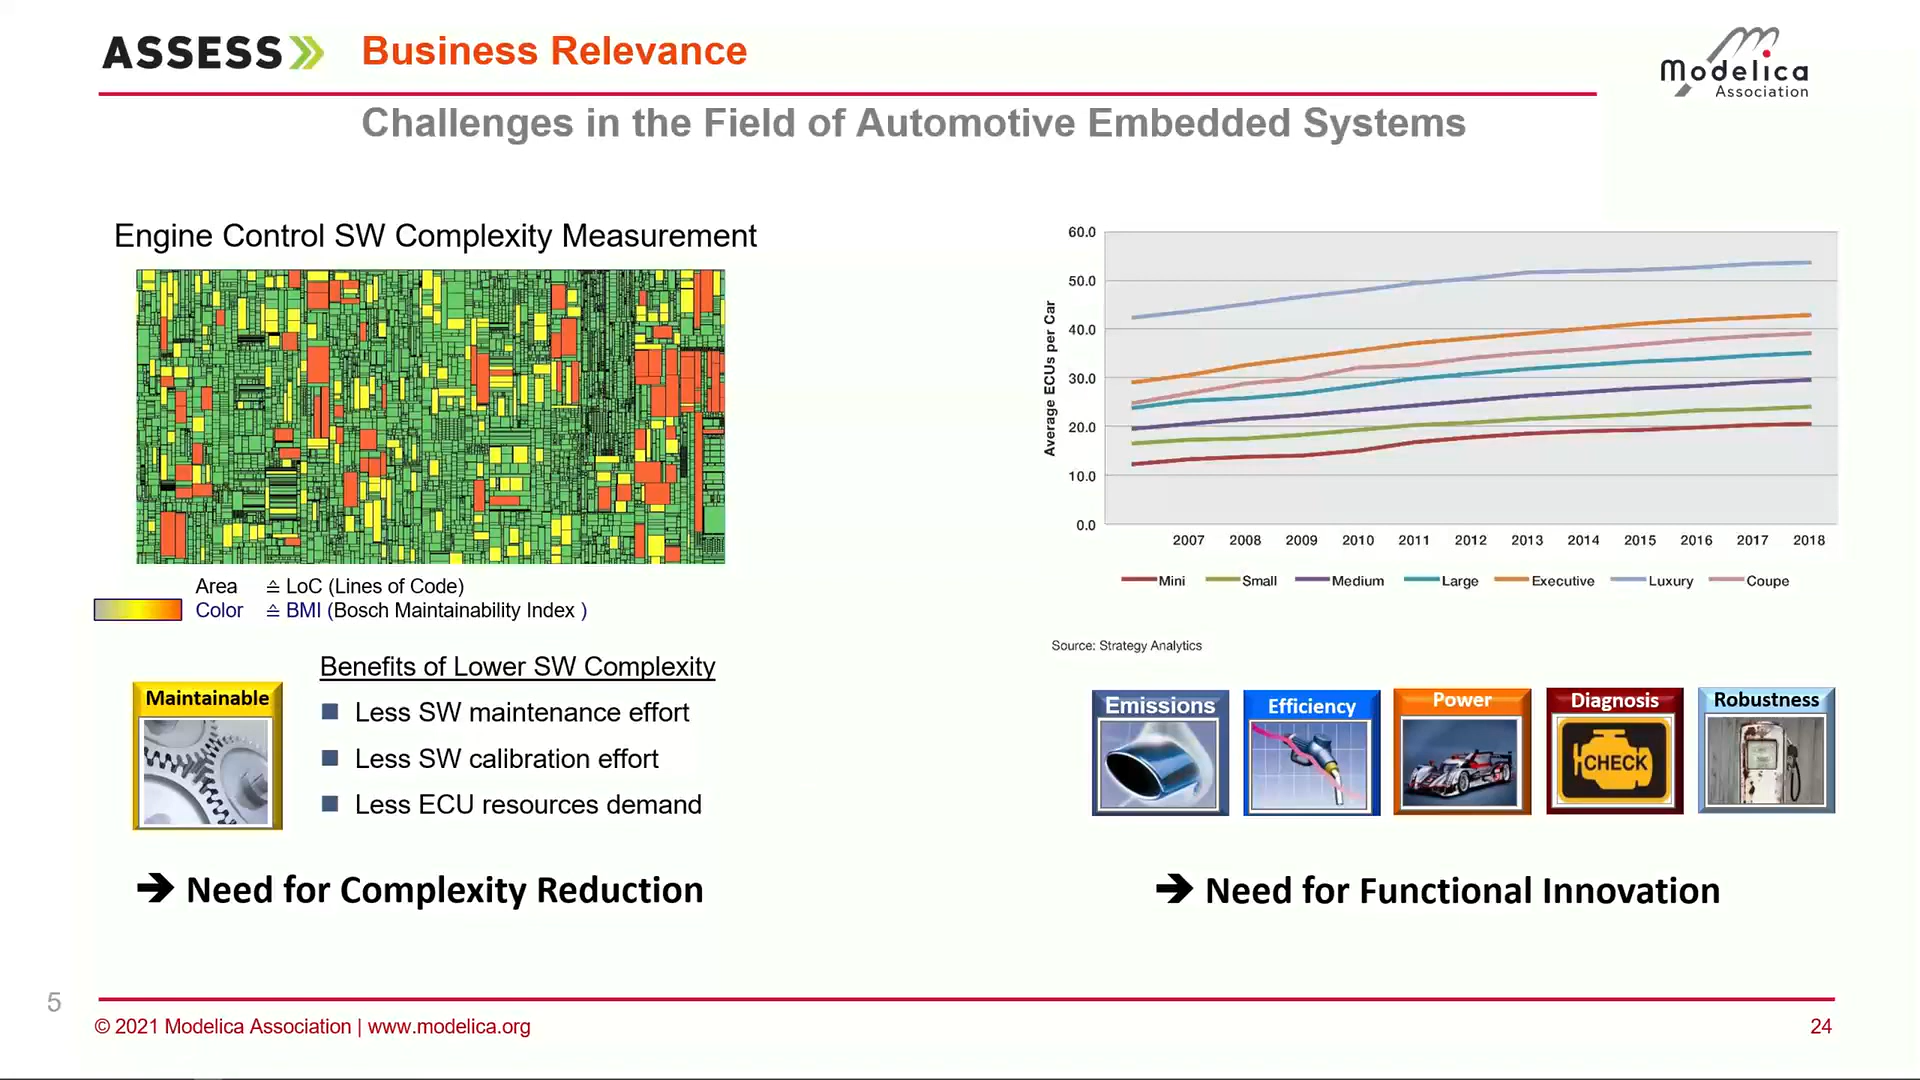 ASSESS
Business Relevance
Modelica
Association
Challenges in the Field of Automotive Embedded Systems
Engine Control SW Complexity Measurement
Area ≙ LoC (Lines of Code)
Color ≙ BMI (Bosch Maintainability Index )
Maintainable
Benefits of Lower SW Complexity
■ Less SW maintenance effort
■ Less SW calibration effort
■ Less ECU resources demand
➔ Need for Complexity Reduction
Average ECUs per Car
60.0
50.0
40.0
30.0
20.0
10.0
0.0
2007 2008 2009 2010 2011 2012 2013 2014 2015 2016 2017 2018
Mini Small Medium Large Executive Luxury Coupe
Source: Strategy Analytics
Emissions Efficiency Power Diagnosis Robustness
CHECK
➔ Need for Functional Innovation
5
© 2021 Modelica Association | www.modelica.org
24